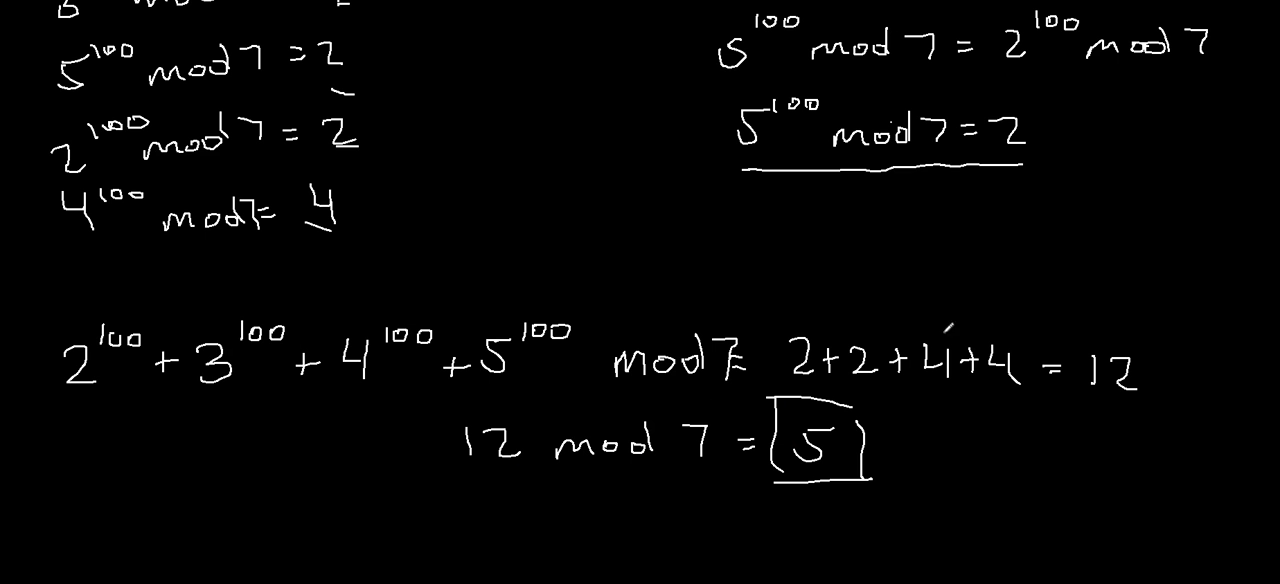 5^100 mod 7 = 2
2^100 mod 7 = 2
4^100 mod 7 = 4
5^100 mod 7 = 2^100 mod 7
5^100 mod 7 = 2
2^100 + 3^100 + 4^100 + 5^100 mod 7 = 2+2+4+4 = 12
12 mod 7 = 5